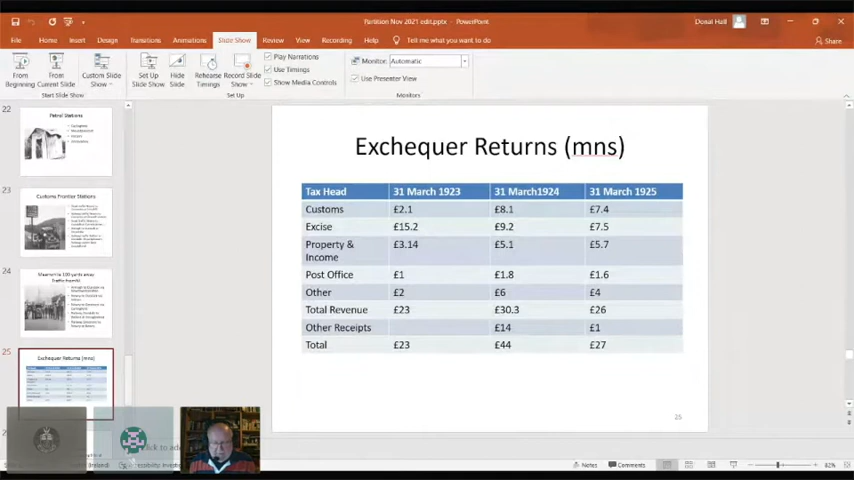 Partition Nov 2021 edit.pptx - PowerPoint
Donal Hall
File Home Insert Design Transitions Animations Slide Show Review View Recording Help Tell me what you want to do
Share
From Beginning
From Current Slide
Custom Slide Show
Set Up Slide Show
Hide Slide
Rehearse Timings
Record Slide Show
Play Narrations
Use Timings
Show Media Controls
Monitor: Automatic
Use Presenter View
Start Slide Show
Set Up
Monitors
22
Petrol Stations
23
Customs Frontier Stations
24
25
Exchequer Returns (mns)
Exchequer Returns (mns)
Tax Head 31 March 1923 31 March1924 31 March 1925
Customs £2.1 £8.1 £7.4
Excise £15.2 £9.2 £7.5
Property & £3.14 £5.1 £5.7
Income
Post Office £1 £1.8 £1.6
Other £2 £6 £4
Total Revenue £23 £30.3 £26
Other Receipts £14 £1
Total £23 £44 £27
25
Notes Comments 82%